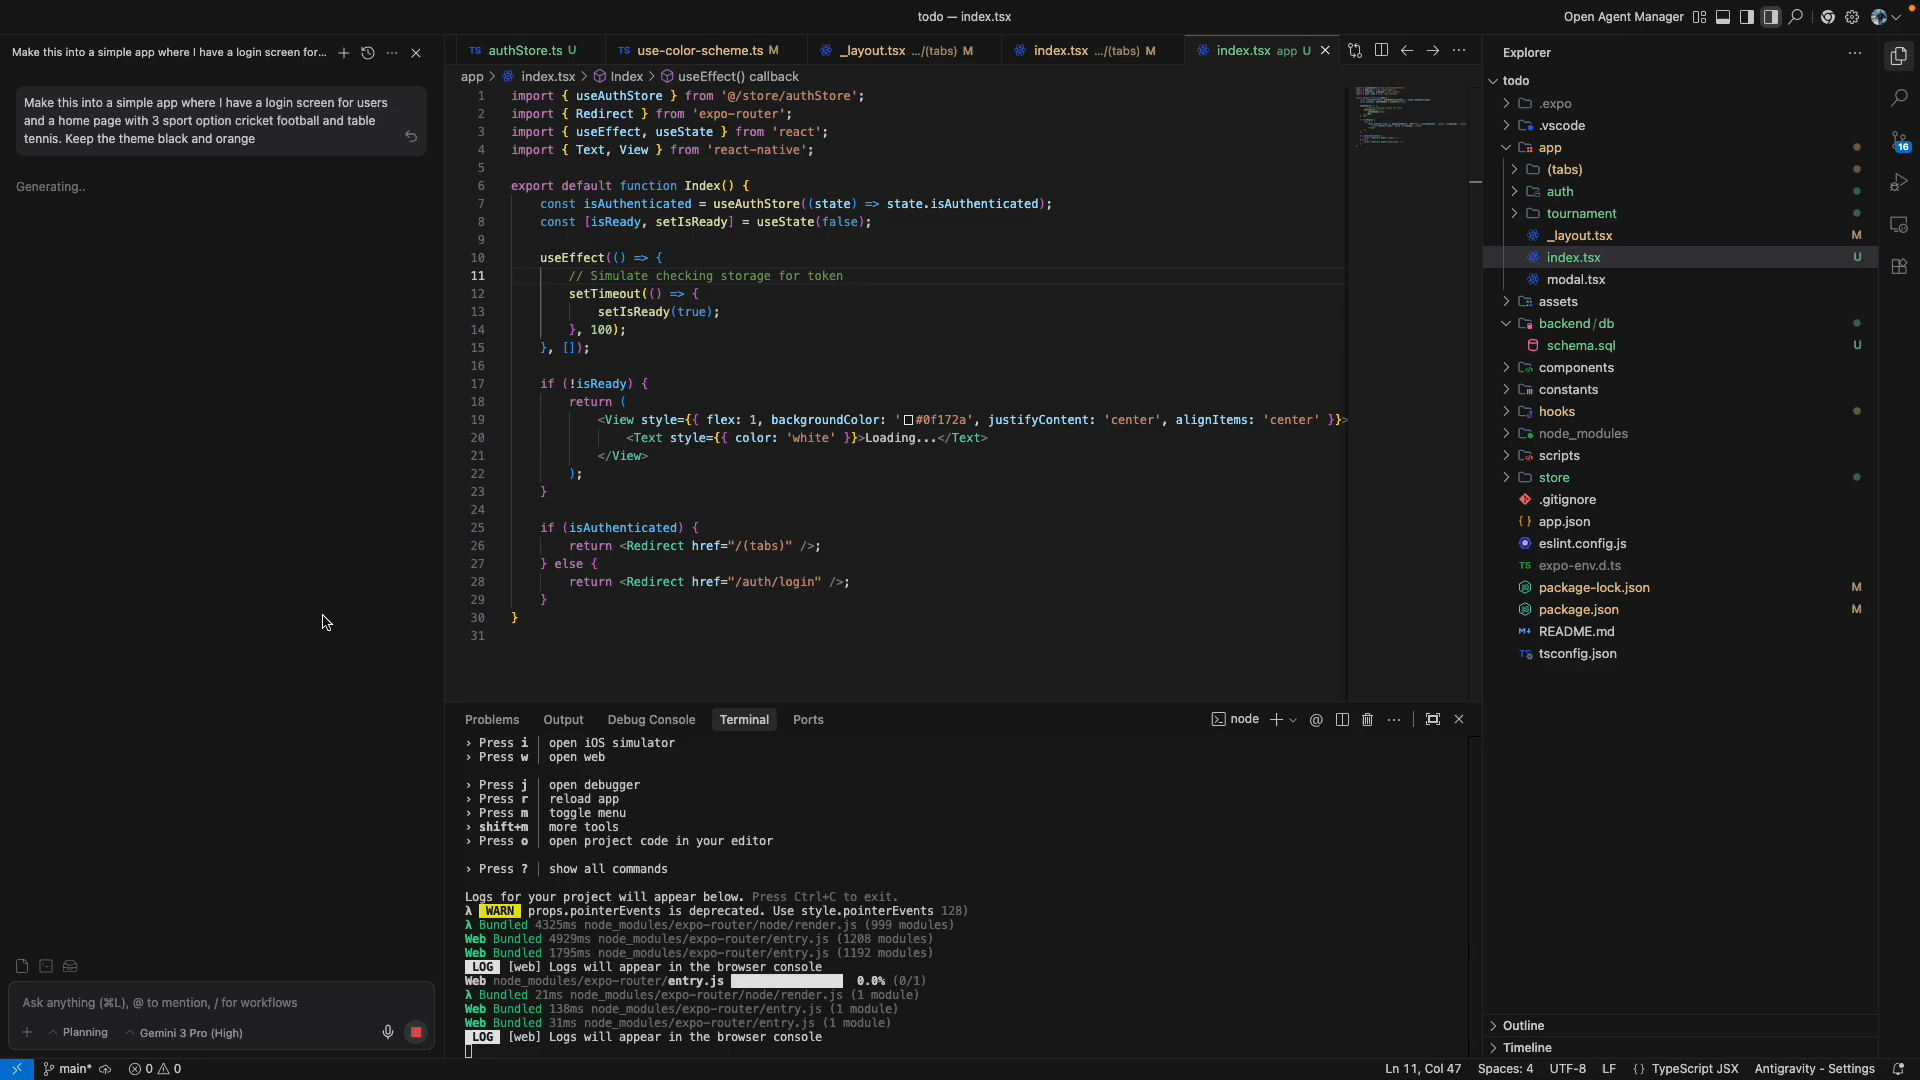 todo — index.tsx
Open Agent Manager
Make this into a simple app where I have a login screen for...
Make this into a simple app where I have a login screen for users
and a home page with 3 sport option cricket football and table
tennis. Keep the theme black and orange
Generating..
Ask anything (⌘L), @ to mention, / for workflows
Planning
Gemini 3 Pro (High)
TS authStore.ts U
TS use-color-scheme.ts M
_layout.tsx .../(tabs) M
index.tsx .../(tabs) M
index.tsx app U
app > index.tsx > Index > useEffect() callback
1 import { useAuthStore } from '@/store/authStore';
2 import { Redirect } from 'expo-router';
3 import { useEffect, useState } from 'react';
4 import { Text, View } from 'react-native';
5
6 export default function Index() {
7 const isAuthenticated = useAuthStore((state) => state.isAuthenticated);
8 const [isReady, setIsReady] = useState(false);
9
10 useEffect(() => {
11 // Simulate checking storage for token
12 setTimeout(() => {
13 setIsReady(true);
14 }, 100);
15 }, []);
16
17 if (!isReady) {
18 return (
19 <View style={{ flex: 1, backgroundColor: '#0f172a', justifyContent: 'center', alignItems: 'center' }}>
20 <Text style={{ color: 'white' }}>Loading...</Text>
21 </View>
22 );
23 }
24
25 if (isAuthenticated) {
26 return <Redirect href="/(tabs)" />;
27 } else {
28 return <Redirect href="/auth/login" />;
29 }
30 }
31
Problems Output Debug Console Terminal Ports
node
› Press i │ open iOS simulator
› Press w │ open web
› Press j │ open debugger
› Press r │ reload app
› Press m │ toggle menu
› shift+m │ more tools
› Press o │ open project code in your editor
› Press ? │ show all commands
Logs for your project will appear below. Press Ctrl+C to exit.
λ WARN props.pointerEvents is deprecated. Use style.pointerEvents 128)
λ Bundled 4325ms node_modules/expo-router/node/render.js (999 modules)
Web Bundled 4929ms node_modules/expo-router/entry.js (1208 modules)
Web Bundled 1795ms node_modules/expo-router/entry.js (1192 modules)
LOG [web] Logs will appear in the browser console
Web node_modules/expo-router/entry.js 0.0% (0/1)
λ Bundled 21ms node_modules/expo-router/node/render.js (1 module)
Web Bundled 138ms node_modules/expo-router/entry.js (1 module)
Web Bundled 31ms node_modules/expo-router/entry.js (1 module)
LOG [web] Logs will appear in the browser console
Explorer
todo
.expo
.vscode
app
(tabs)
auth
tournament
_layout.tsx M
index.tsx U
modal.tsx
assets
backend / db
schema.sql U
components
constants
hooks
node_modules
scripts
store
.gitignore
{} app.json
eslint.config.js
TS expo-env.d.ts
package-lock.json M
package.json M
M↓ README.md
TS tsconfig.json
Outline
Timeline
16
main*
0 0
Ln 11, Col 47
Spaces: 4
UTF-8
LF
{} TypeScript JSX
Antigravity - Settings